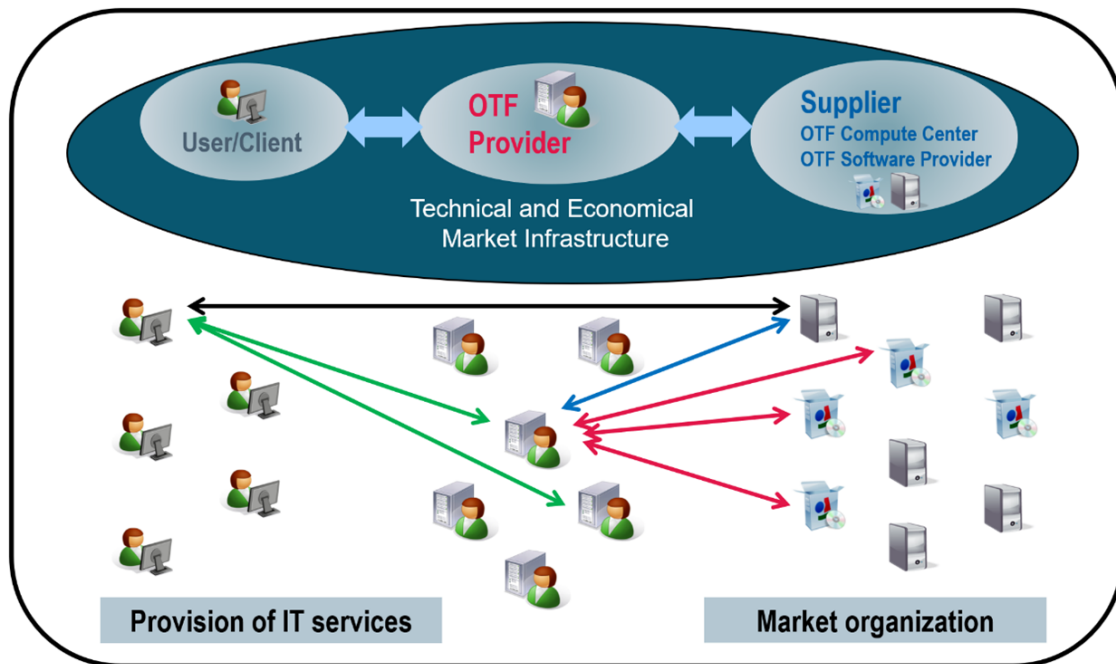 User/Client
OTF
Provider
Supplier
OTF Compute Center
OTF Software Provider
Technical and Economical
Market Infrastructure
Provision of IT services
Market organization